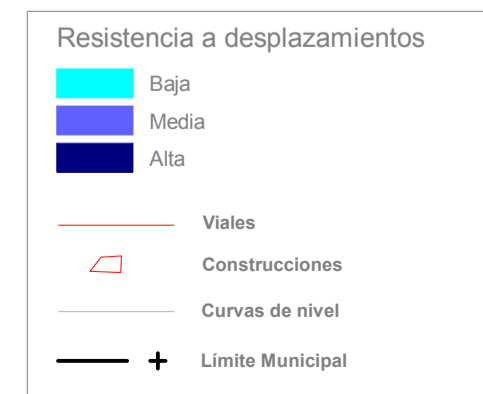 Resistencia a desplazamientos
Baja
Media
Alta
Viales
Construcciones
Curvas de nivel
Límite Municipal